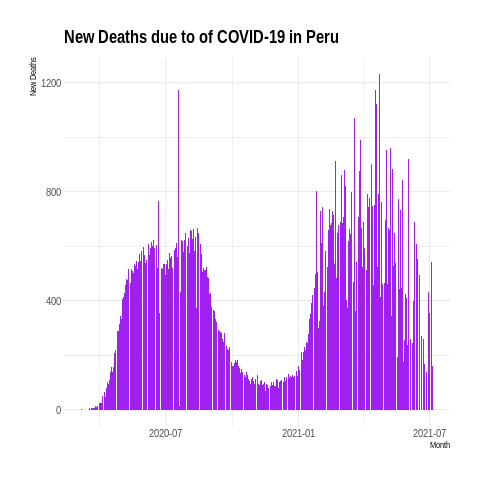 New Deaths due to of COVID-19 in Peru
New Deaths
1200
800
400
0
2020-07
2021-01
2021-07
Month